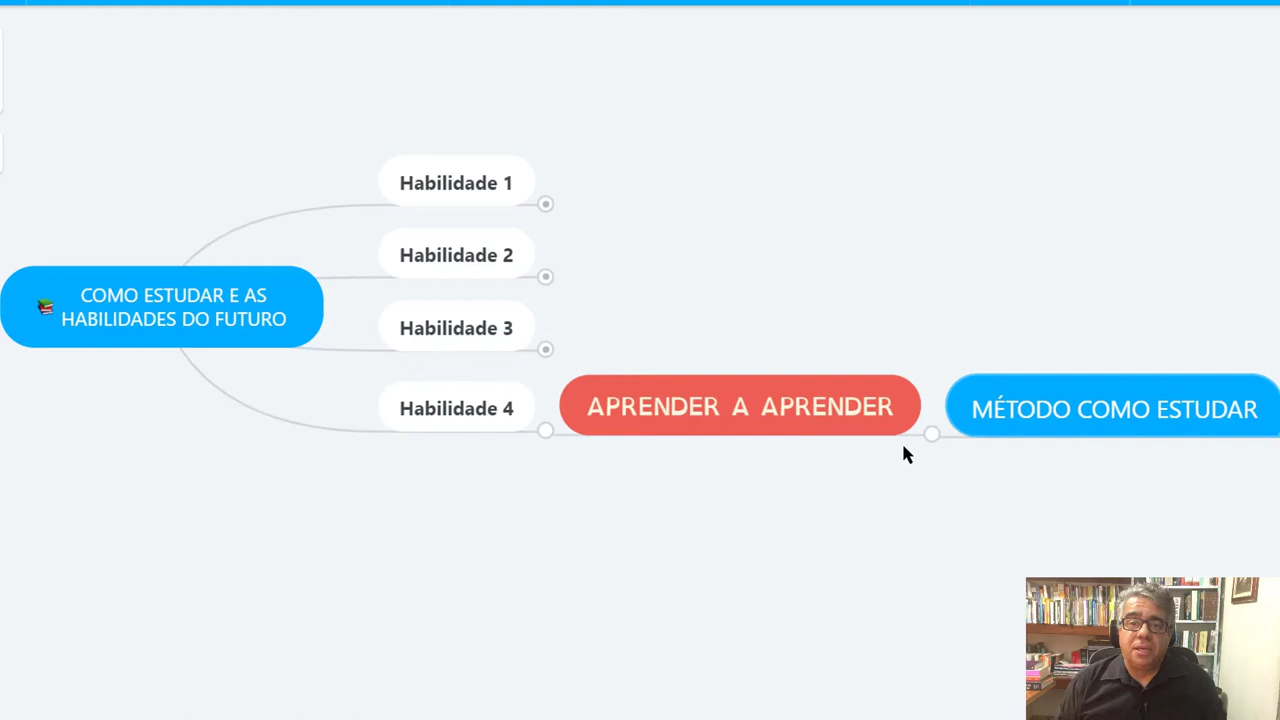 Habilidade 1
Habilidade 2
COMO ESTUDAR E AS
HABILIDADES DO FUTURO
Habilidade 3
Habilidade 4
APRENDER A APRENDER
MÉTODO COMO ESTUDAR